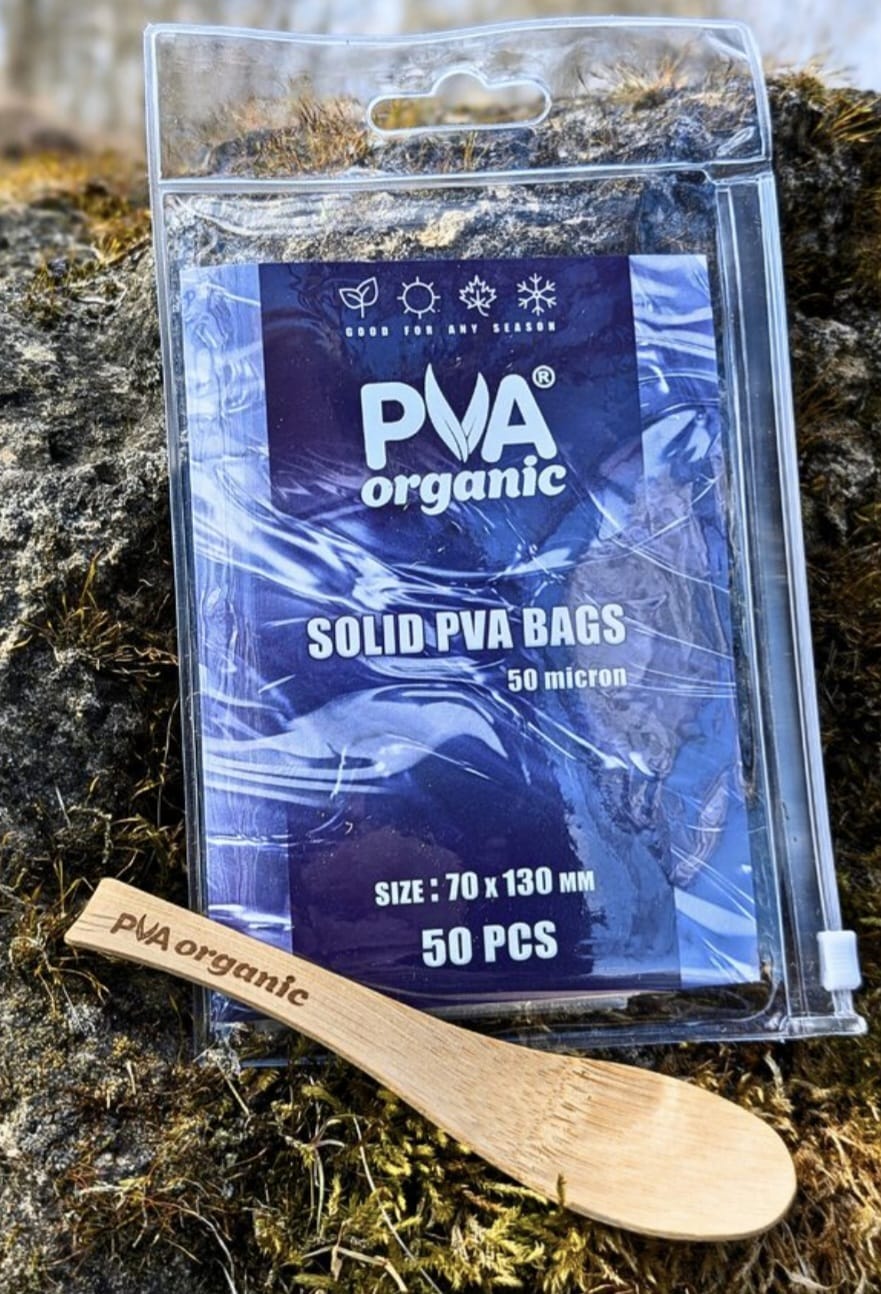 GOOD FOR ANY SEASON
PVA®
organic
SOLID PVA BAGS
50 micron
SIZE : 70 x 130 MM
50 PCS
PVA organic